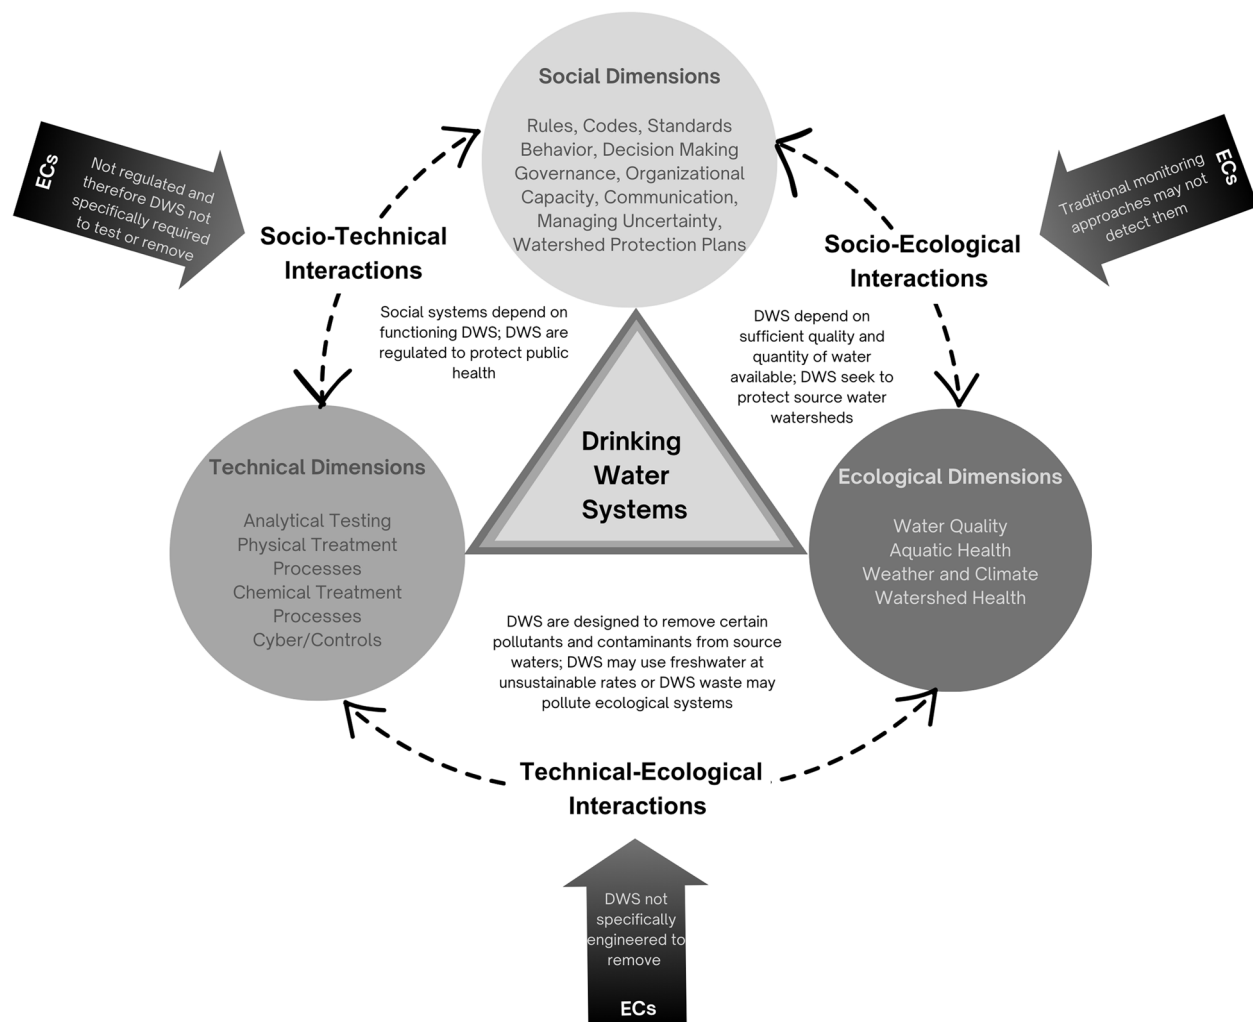 Social Dimensions
Rules, Codes, Standards
Behavior, Decision Making
Governance, Organizational
Capacity, Communication,
Managing Uncertainty,
Watershed Protection Plans
ECs
Not regulated and
therefore DWS not
specifically required
to test or remove
Socio-Technical
Interactions
Social systems depend on
functioning DWS; DWS are
regulated to protect public
health
ECs
Traditional monitoring
approaches may not
detect them
Socio-Ecological
Interactions
DWS depend on
sufficient quality and
quantity of water
available; DWS seek to
protect source water
watersheds
Drinking
Water
Systems
Technical Dimensions
Analytical Testing
Physical Treatment
Processes
Chemical Treatment
Processes
Cyber/Controls
Ecological Dimensions
Water Quality
Aquatic Health
Weather and Climate
Watershed Health
DWS are designed to remove certain
pollutants and contaminants from source
waters; DWS may use freshwater at
unsustainable rates or DWS waste may
pollute ecological systems
Technical-Ecological
Interactions
DWS not
specifically
engineered to
remove
ECs